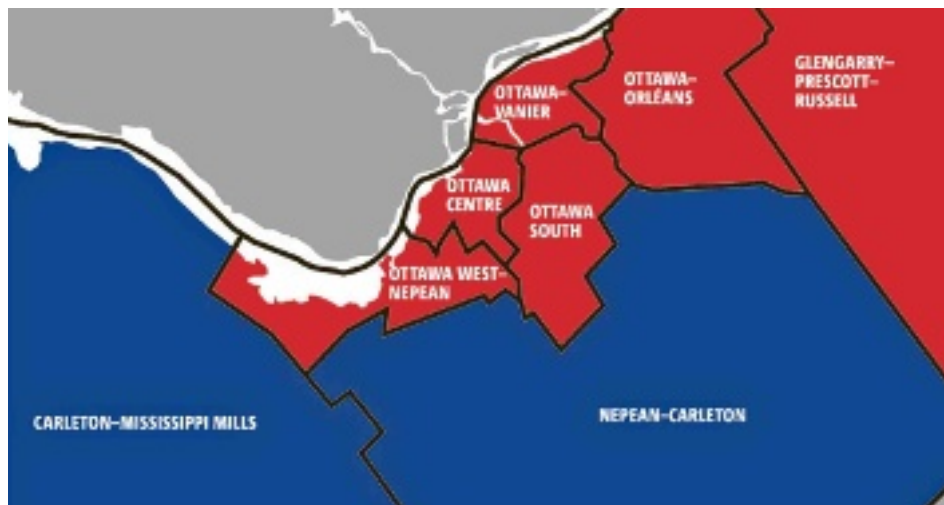 OTTAWA–
VANIER
OTTAWA–
ORLÉANS
GLENGARRY–
PRESCOTT–
RUSSELL
OTTAWA
CENTRE
OTTAWA
SOUTH
OTTAWA WEST–
NEPEAN
CARLETON–MISSISSIPPI MILLS
NEPEAN–CARLETON